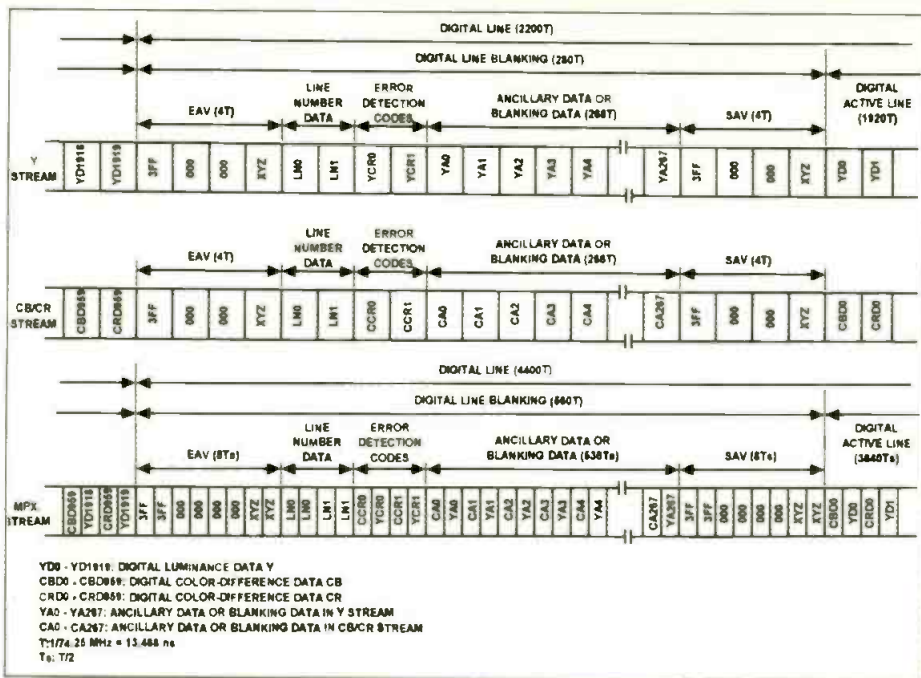 DIGITAL LINE (2200T)
DIGITAL LINE BLANKING (280T)
EAV (4T)
LINE NUMBER DATA
ERROR DETECTION CODES
ANCILLARY DATA OR BLANKING DATA (268T)
SAV (4T)
DIGITAL ACTIVE LINE (1920T)
Y STREAM
YD1918 YD1919 3FF 000 000 XYZ LN0 LN1 YCR0 YCR1 YA0 YA1 YA2 YA3 YA4 YA267 3FF 000 000 XYZ YD0 YD1
EAV (4T)
LINE NUMBER DATA
ERROR DETECTION CODES
ANCILLARY DATA OR BLANKING DATA (268T)
SAV (4T)
CB/CR STREAM
CBD959 CRD959 3FF 000 000 XYZ LN0 LN1 CCR0 CCR1 CA0 CA1 CA2 CA3 CA4 CA267 3FF 000 000 XYZ CBD0 CRD0
DIGITAL LINE (4400T)
DIGITAL LINE BLANKING (560T)
EAV (8Ts)
LINE NUMBER DATA
ERROR DETECTION CODES
ANCILLARY DATA OR BLANKING DATA (536Ts)
SAV (8Ts)
DIGITAL ACTIVE LINE (3840Ts)
MPX STREAM
CBD959 YD1918 CRD959 YD1919 3FF 3FF 000 000 000 000 XYZ XYZ LN0 LN0 LN1 LN1 CCR0 YCR0 CCR1 YCR1 CA0 YA0 CA1 YA1 CA2 YA2 CA3 YA3 CA4 YA4 CA267 YA267 3FF 3FF 000 000 000 000 XYZ XYZ CBD0 YD0 CRD0 YD1
YD0 - YD1919: DIGITAL LUMINANCE DATA Y
CBD0 - CBD959: DIGITAL COLOR-DIFFERENCE DATA CB
CRD0 - CRD959: DIGITAL COLOR-DIFFERENCE DATA CR
YA0 - YA267: ANCILLARY DATA OR BLANKING DATA IN Y STREAM
CA0 - CA267: ANCILLARY DATA OR BLANKING DATA IN CB/CR STREAM
T:1/74.25 MHz = 13.468 ns
Ts: T/2